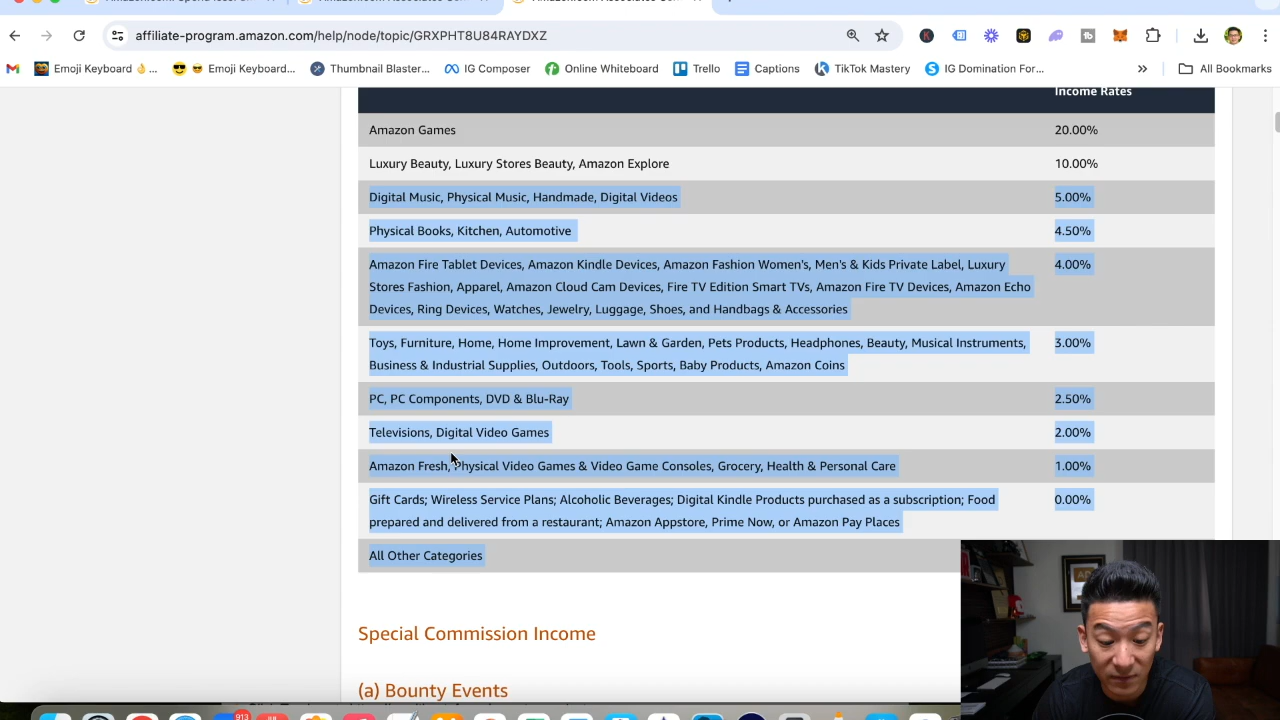 affiliate-program.amazon.com/help/node/topic/GRXPHT8U84RAYDXZ
Emoji Keyboard
Emoji Keyboard...
Thumbnail Blaster...
IG Composer
Online Whiteboard
Trello
Captions
TikTok Mastery
IG Domination For...
»
All Bookmarks
Income Rates
Amazon Games 20.00%
Luxury Beauty, Luxury Stores Beauty, Amazon Explore 10.00%
Digital Music, Physical Music, Handmade, Digital Videos 5.00%
Physical Books, Kitchen, Automotive 4.50%
Amazon Fire Tablet Devices, Amazon Kindle Devices, Amazon Fashion Women's, Men's & Kids Private Label, Luxury 4.00%
Stores Fashion, Apparel, Amazon Cloud Cam Devices, Fire TV Edition Smart TVs, Amazon Fire TV Devices, Amazon Echo
Devices, Ring Devices, Watches, Jewelry, Luggage, Shoes, and Handbags & Accessories
Toys, Furniture, Home, Home Improvement, Lawn & Garden, Pets Products, Headphones, Beauty, Musical Instruments, 3.00%
Business & Industrial Supplies, Outdoors, Tools, Sports, Baby Products, Amazon Coins
PC, PC Components, DVD & Blu-Ray 2.50%
Televisions, Digital Video Games 2.00%
Amazon Fresh, Physical Video Games & Video Game Consoles, Grocery, Health & Personal Care 1.00%
Gift Cards; Wireless Service Plans; Alcoholic Beverages; Digital Kindle Products purchased as a subscription; Food 0.00%
prepared and delivered from a restaurant; Amazon Appstore, Prime Now, or Amazon Pay Places
All Other Categories
Special Commission Income
(a) Bounty Events
913